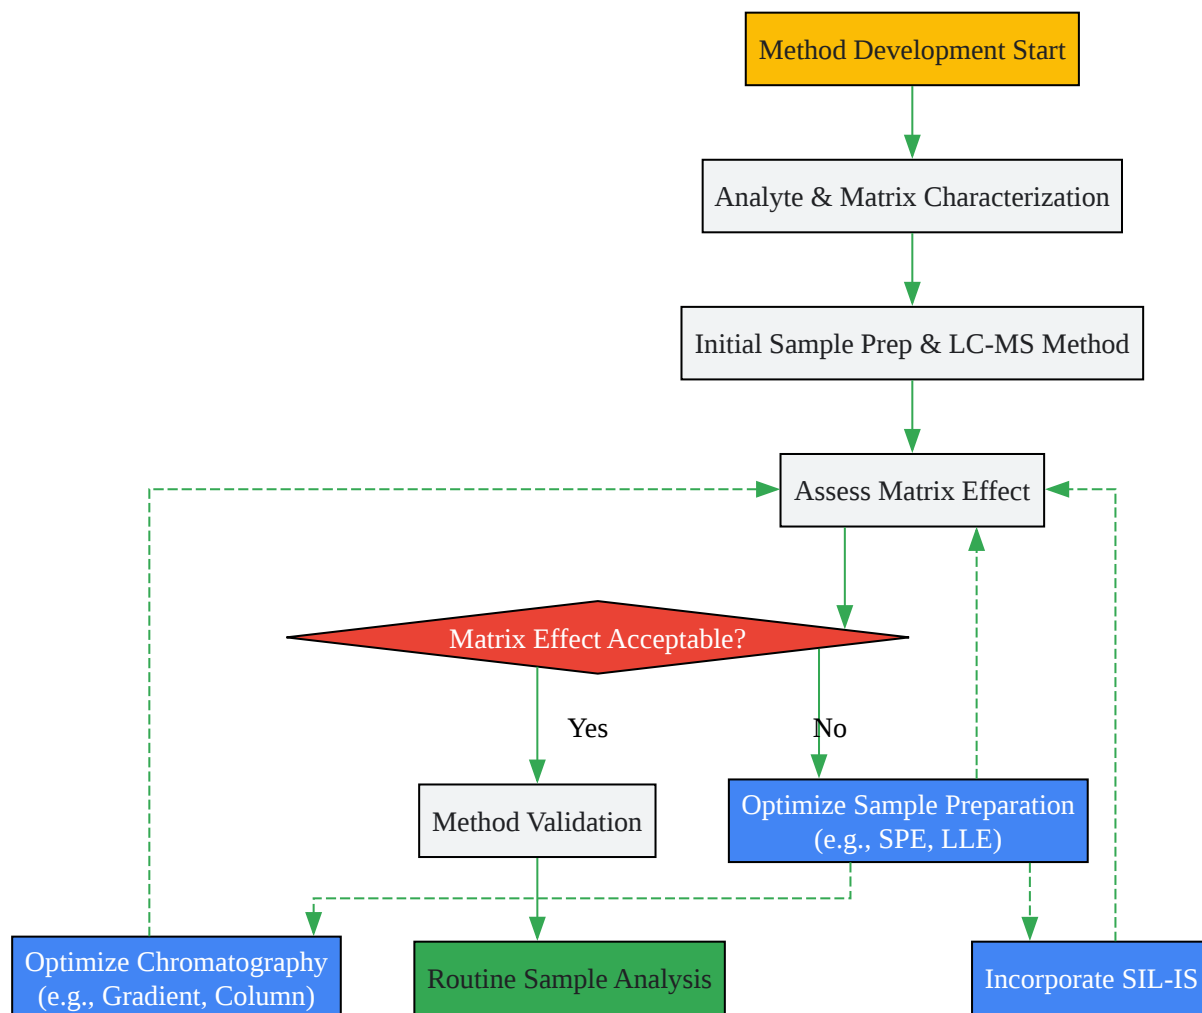 Method Development Start
Analyte & Matrix Characterization
Initial Sample Prep & LC-MS Method
Assess Matrix Effect
Matrix Effect Acceptable?
Yes
No
Optimize Sample Preparation
(e.g., SPE, LLE)
Method Validation
Optimize Chromatography
(e.g., Gradient, Column)
Routine Sample Analysis
Incorporate SIL-IS